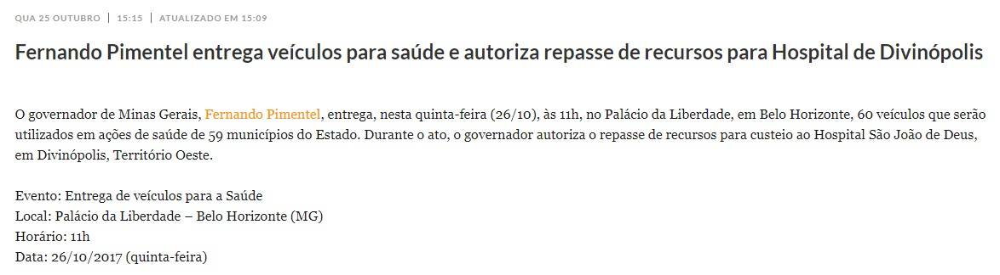 QUA 25 OUTUBRO | 15:15 | ATUALIZADO EM 15:09
Fernando Pimentel entrega veículos para saúde e autoriza repasse de recursos para Hospital de Divinópolis
O governador de Minas Gerais, Fernando Pimentel, entrega, nesta quinta-feira (26/10), às 11h, no Palácio da Liberdade, em Belo Horizonte, 60 veículos que serão
utilizados em ações de saúde de 59 municípios do Estado. Durante o ato, o governador autoriza o repasse de recursos para custeio ao Hospital São João de Deus,
em Divinópolis, Território Oeste.
Evento: Entrega de veículos para a Saúde
Local: Palácio da Liberdade – Belo Horizonte (MG)
Horário: 11h
Data: 26/10/2017 (quinta-feira)